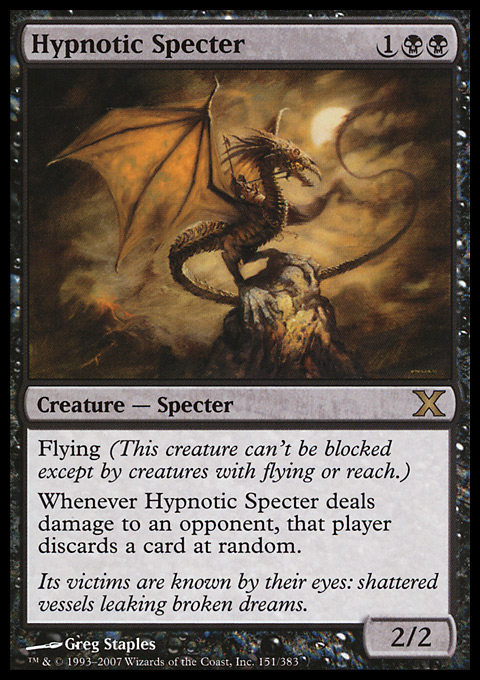 Hypnotic Specter 1
Creature — Specter X
Flying (This creature can't be blocked
except by creatures with flying or reach.)
Whenever Hypnotic Specter deals
damage to an opponent, that player
discards a card at random.
Its victims are known by their eyes: shattered
vessels leaking broken dreams.
2/2
Greg Staples
™ & © 1993–2007 Wizards of the Coast, Inc. 151/383